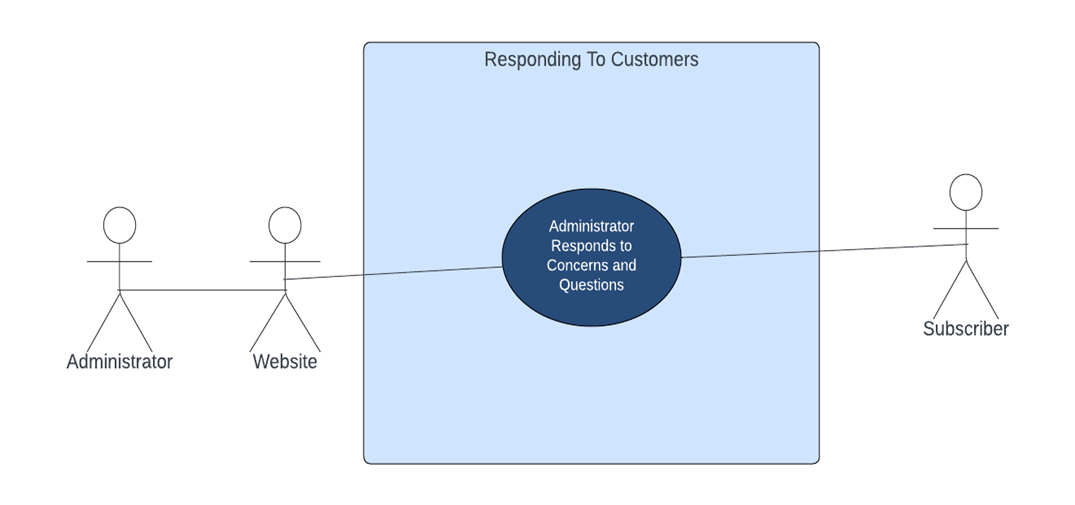 Responding To Customers
Administrator
Responds to
Concerns and
Questions
Administrator
Website
Subscriber